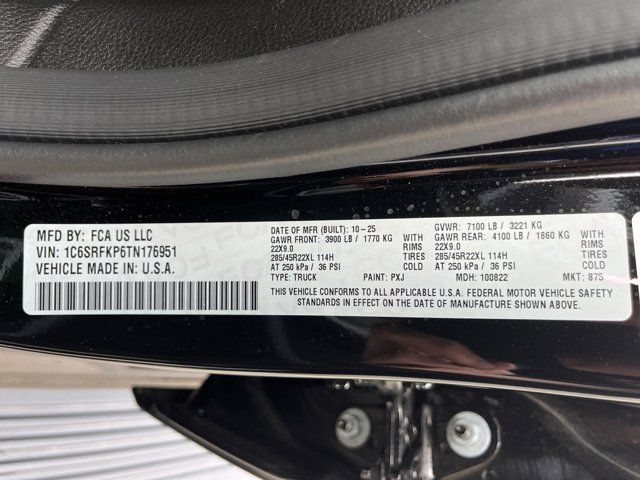 MFD BY: FCA US LLC
VIN: 1C6SRFKP6TN176951
VEHICLE MADE IN U.S.A.
DATE OF MFR (BUILT): 10-25
GAWR FRONT: 3900 LB / 1770 KG WITH
22X9.0 RIMS
285/45R22XL 114H TIRES
AT 250 kPa / 36 PSI COLD
TYPE: TRUCK PAINT: PXJ
GVWR: 7100 LB / 3221 KG
GAWR REAR: 4100 LB / 1860 KG WITH
22X9.0 RIMS
285/45R22XL 114H TIRES
AT 250 kPa / 36 PSI COLD
MDH: 100822 MKT: 875
THIS VEHICLE CONFORMS TO ALL APPLICABLE U.S.A. FEDERAL MOTOR VEHICLE SAFETY
STANDARDS IN EFFECT ON THE DATE OF MANUFACTURE SHOWN ABOVE.